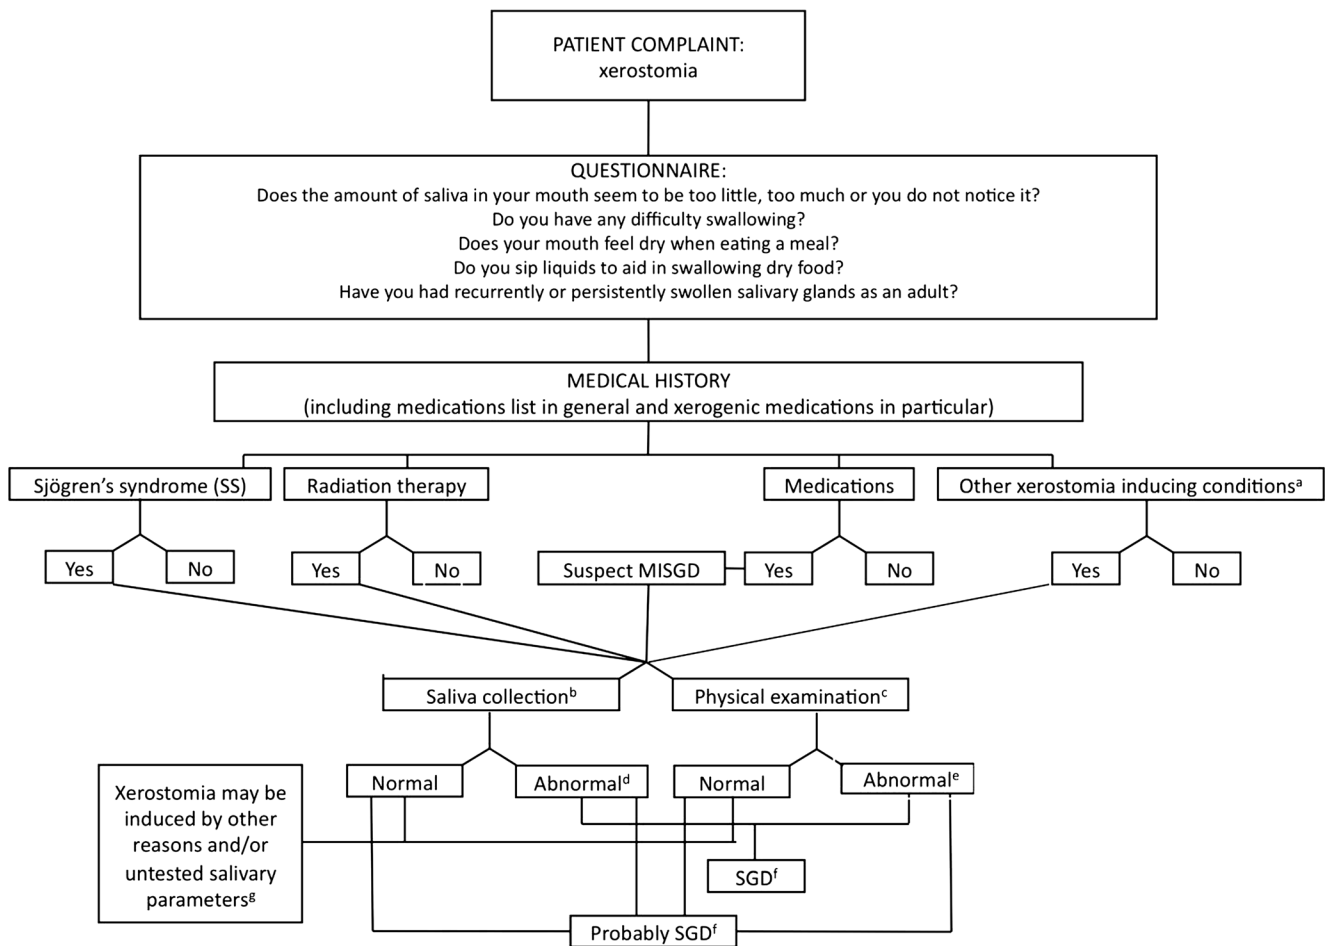 PATIENT COMPLAINT:
xerostomia
QUESTIONNAIRE:
Does the amount of saliva in your mouth seem to be too little, too much or you do not notice it?
Do you have any difficulty swallowing?
Does your mouth feel dry when eating a meal?
Do you sip liquids to aid in swallowing dry food?
Have you had recurrently or persistently swollen salivary glands as an adult?
MEDICAL HISTORY
(including medications list in general and xerogenic medications in particular)
Sjögren's syndrome (SS)
Radiation therapy
Medications
Other xerostomia inducing conditionsᵃ
Yes
No
Yes
No
Suspect MISGD
Yes
No
Yes
No
Saliva collectionᵇ
Physical examinationᶜ
Normal
Abnormalᵈ
Normal
Abnormalᵉ
Xerostomia may be
induced by other
reasons and/or
untested salivary
parametersᵍ
SGDᶠ
Probably SGDᶠ